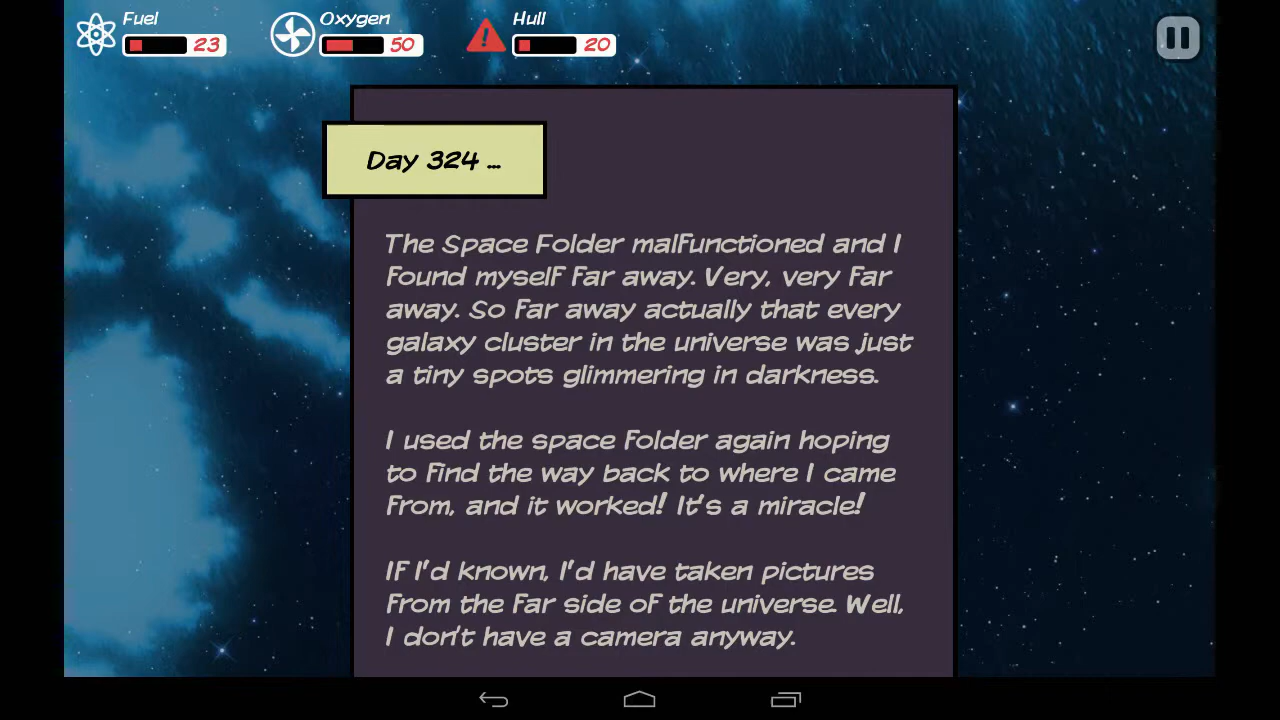 Fuel
23
Oxygen
50
Hull
20
Day 324 ...
The Space Folder malfunctioned and I
found myself far away. Very, very far
away. So far away actually that every
galaxy cluster in the universe was just
a tiny spots glimmering in darkness.
I used the space folder again hoping
to find the way back to where I came
from, and it worked! It's a miracle!
If I'd known, I'd have taken pictures
from the far side of the universe. Well,
I don't have a camera anyway.